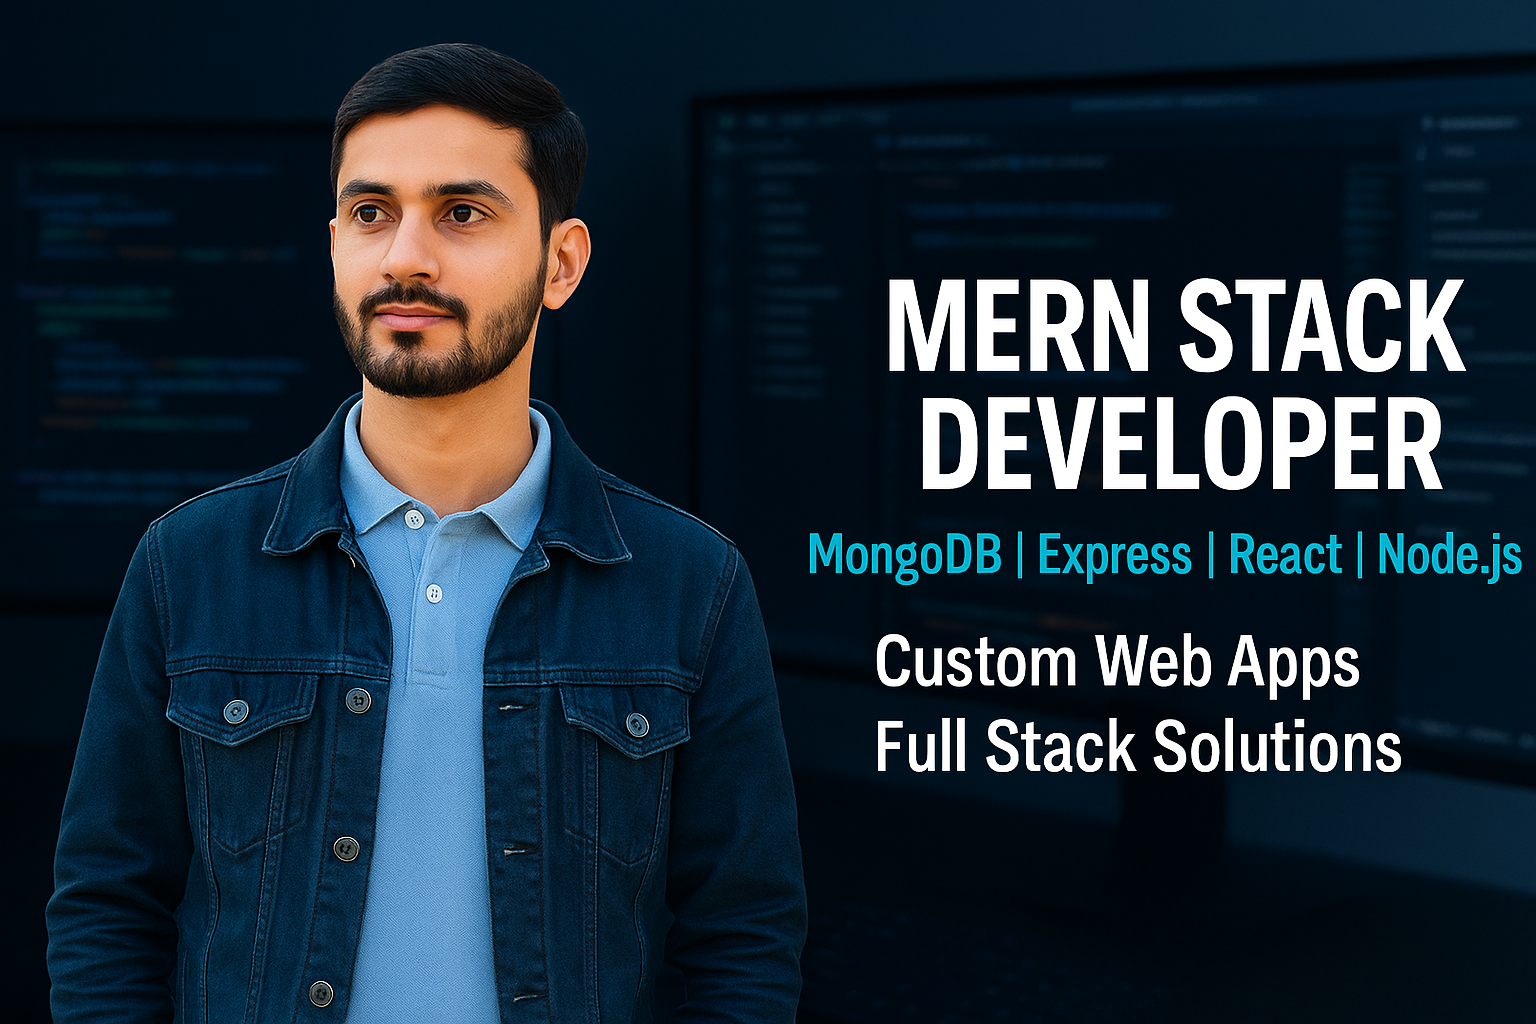 MERN STACK
DEVELOPER
MongoDB | Express | React | Node.js
Custom Web Apps
Full Stack Solutions